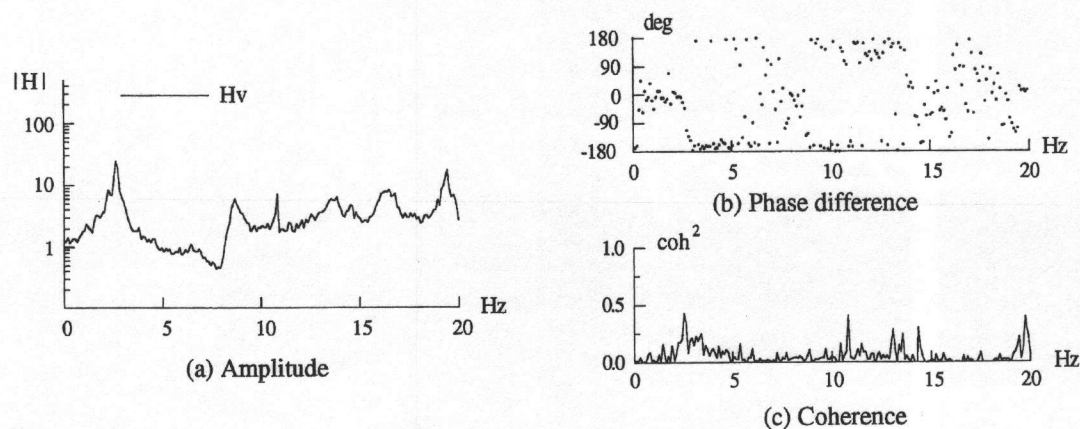 |H|
Hv
100
10
1
0 5 10 15 20
Hz
(a) Amplitude
deg
180
90
0
-90
-180
0 5 10 15 20
Hz
(b) Phase difference
coh²
1.0
0.5
0.0
0 5 10 15 20
Hz
(c) Coherence